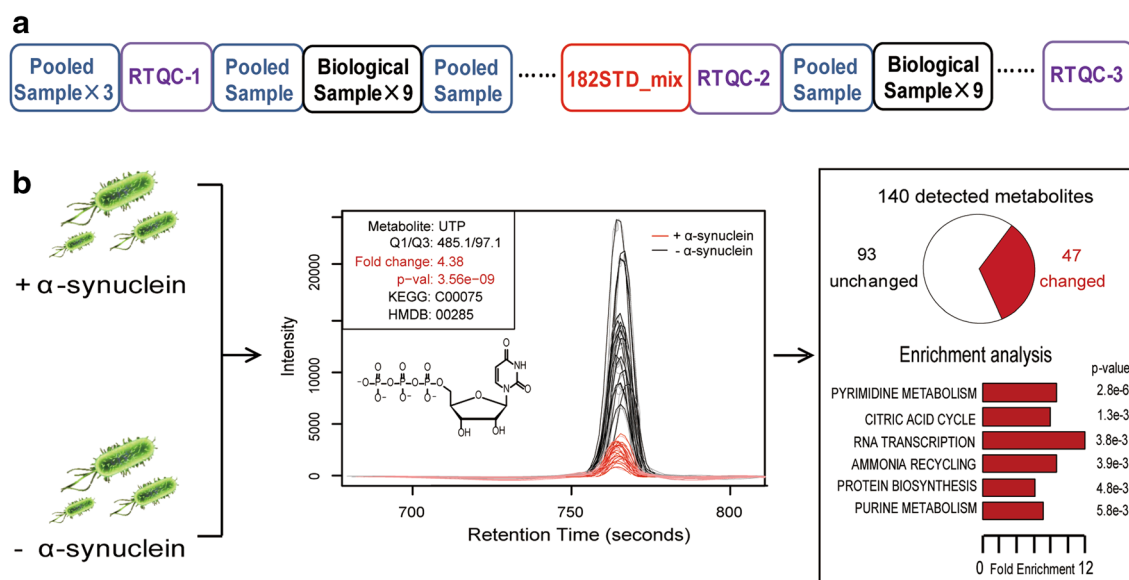 a
Pooled
Sample×3
RTQC-1
Pooled
Sample
Biological
Sample×9
Pooled
Sample
······
182STD_mix
RTQC-2
Pooled
Sample
Biological
Sample×9
······
RTQC-3
b
+ α-synuclein
- α-synuclein
Metabolite: UTP
Q1/Q3: 485.1/97.1
Fold change: 4.38
p-val: 3.56e-09
KEGG: C00075
HMDB: 00285
+ α-synuclein
- α-synuclein
Intensity
20000
10000
5000
0
700
750
800
Retention Time (seconds)
O O O
⁻O-P-O-P-O-P-O
O⁻ O⁻ O⁻
O
NH
N
O
O
OH OH
140 detected metabolites
93
unchanged
47
changed
Enrichment analysis
p-value
PYRIMIDINE METABOLISM 2.8e-6
CITRIC ACID CYCLE 1.3e-3
RNA TRANSCRIPTION 3.8e-3
AMMONIA RECYCLING 3.9e-3
PROTEIN BIOSYNTHESIS 4.8e-3
PURINE METABOLISM 5.8e-3
0 Fold Enrichment 12